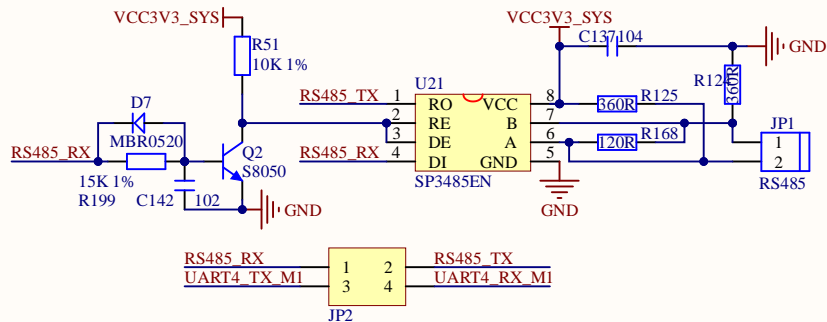 VCC3V3_SYS
VCC3V3_SYS
R51
10K 1%
C137104
GND
U21
R124
360R
RS485_TX
1
RO
VCC
8
360R
R125
D7
MBR0520
2
RE
B
7
JP1
3
DE
A
6
120R
R168
1
RS485_RX
Q2
S8050
RS485_RX
4
DI
GND
5
2
SP3485EN
RS485
15K 1%
R199
C142
102
GND
GND
RS485_RX
1
2
RS485_TX
UART4_TX_M1
3
4
UART4_RX_M1
JP2